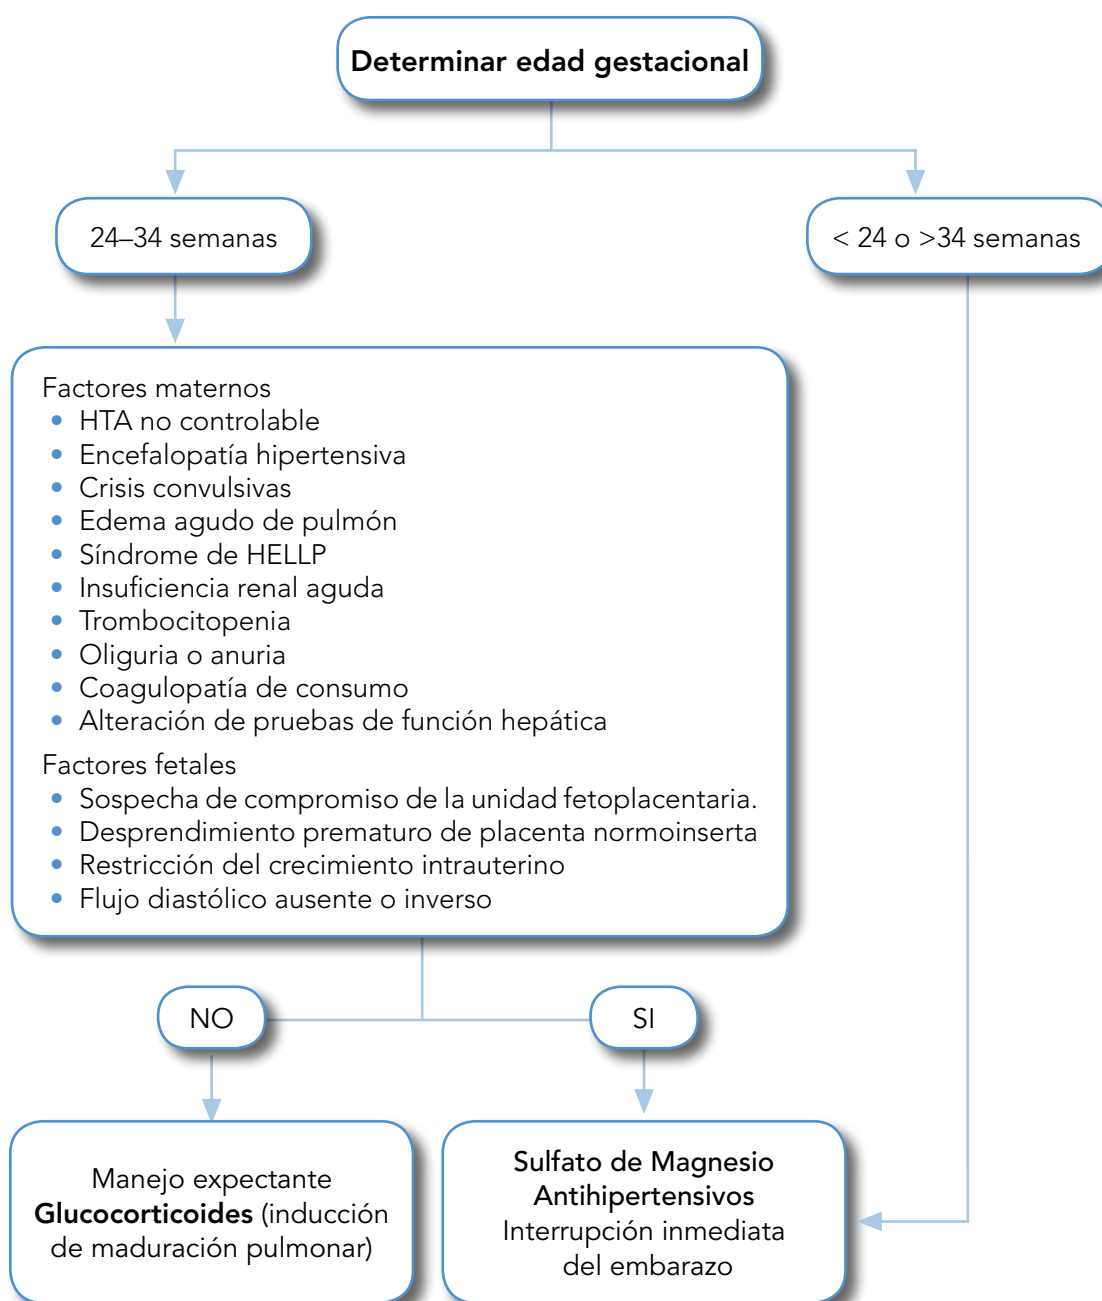 Determinar edad gestacional
24–34 semanas
< 24 o >34 semanas
Factores maternos
• HTA no controlable
• Encefalopatía hipertensiva
• Crisis convulsivas
• Edema agudo de pulmón
• Síndrome de HELLP
• Insuficiencia renal aguda
• Trombocitopenia
• Oliguria o anuria
• Coagulopatía de consumo
• Alteración de pruebas de función hepática
Factores fetales
• Sospecha de compromiso de la unidad fetoplacentaria.
• Desprendimiento prematuro de placenta normoinserta
• Restricción del crecimiento intrauterino
• Flujo diastólico ausente o inverso
NO
SI
Manejo expectante
Glucocorticoides (inducción
de maduración pulmonar)
Sulfato de Magnesio
Antihipertensivos
Interrupción inmediata
del embarazo